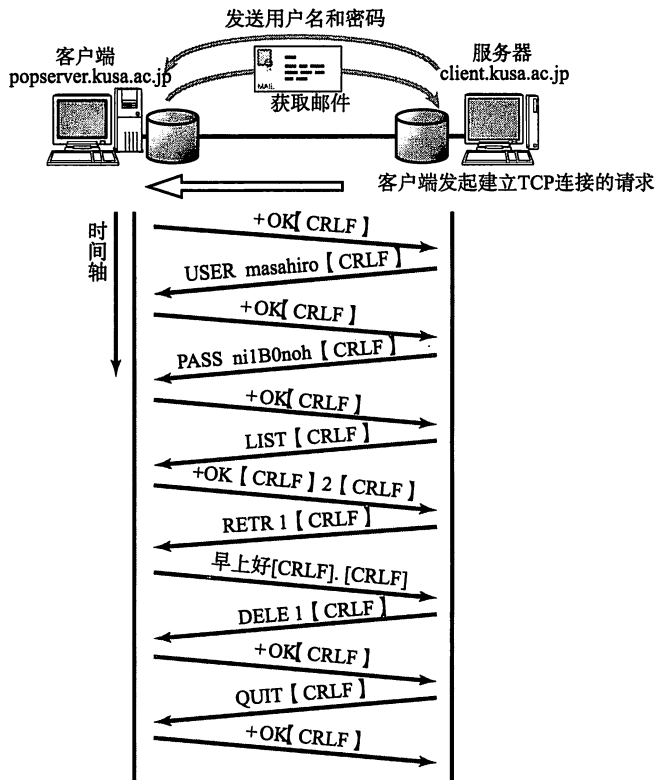 发送用户名和密码
客户端
popserver.kusa.ac.jp
服务器
client.kusa.ac.jp
MAIL
获取邮件
客户端发起建立TCP连接的请求
时间轴
+OK【CRLF】
USER masahiro【CRLF】
+OK【CRLF】
PASS ni1B0noh【CRLF】
+OK【CRLF】
LIST【CRLF】
+OK【CRLF】2【CRLF】
RETR 1【CRLF】
早上好[CRLF]. [CRLF]
DELE 1【CRLF】
+OK【CRLF】
QUIT【CRLF】
+OK【CRLF】